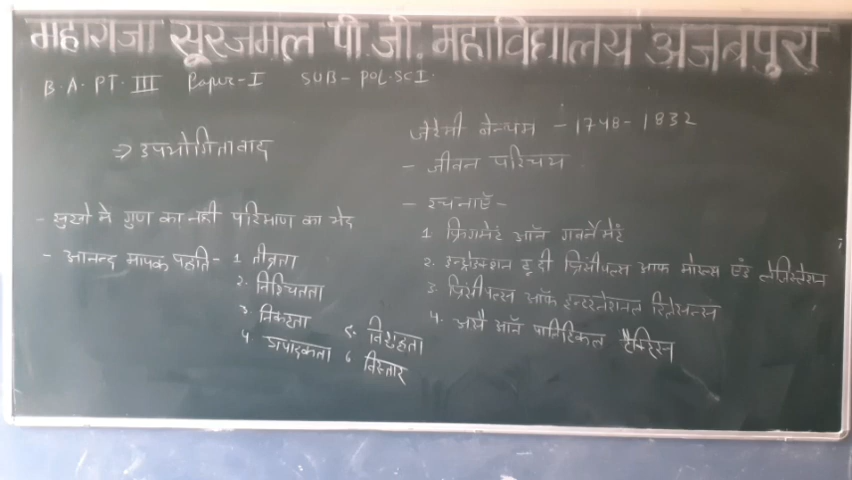 महाराजा सूरजमल पी.जी. महाविद्यालय अजबपुरा
B.A. PT. III Paper-I SUB- POL.SCI.
⇒ उपयोगितावाद
- सुखो मे गुण का नही परिमाण का भेद
- आनन्द मापक पद्दति- 1 तीव्रता
2. निश्चितता
3. निकटता
4 उत्पादकता
5. विशुद्धता
6 विस्तार
जेरेमी बेन्थम - 1748 - 1832
- जीवन परिचय
- रचनाएँ -
1 फ्रिगमेटं ऑन गवर्नमेटं
2. इन्ट्रोडक्शन टू दी प्रिंसीपल्स आफ मोरल्स एंड लेजिस्लेशन
3. प्रिंसीपल्स ऑफ इन्टरनेशनल रिलेसन्स
4. ऑन पालिटिकल